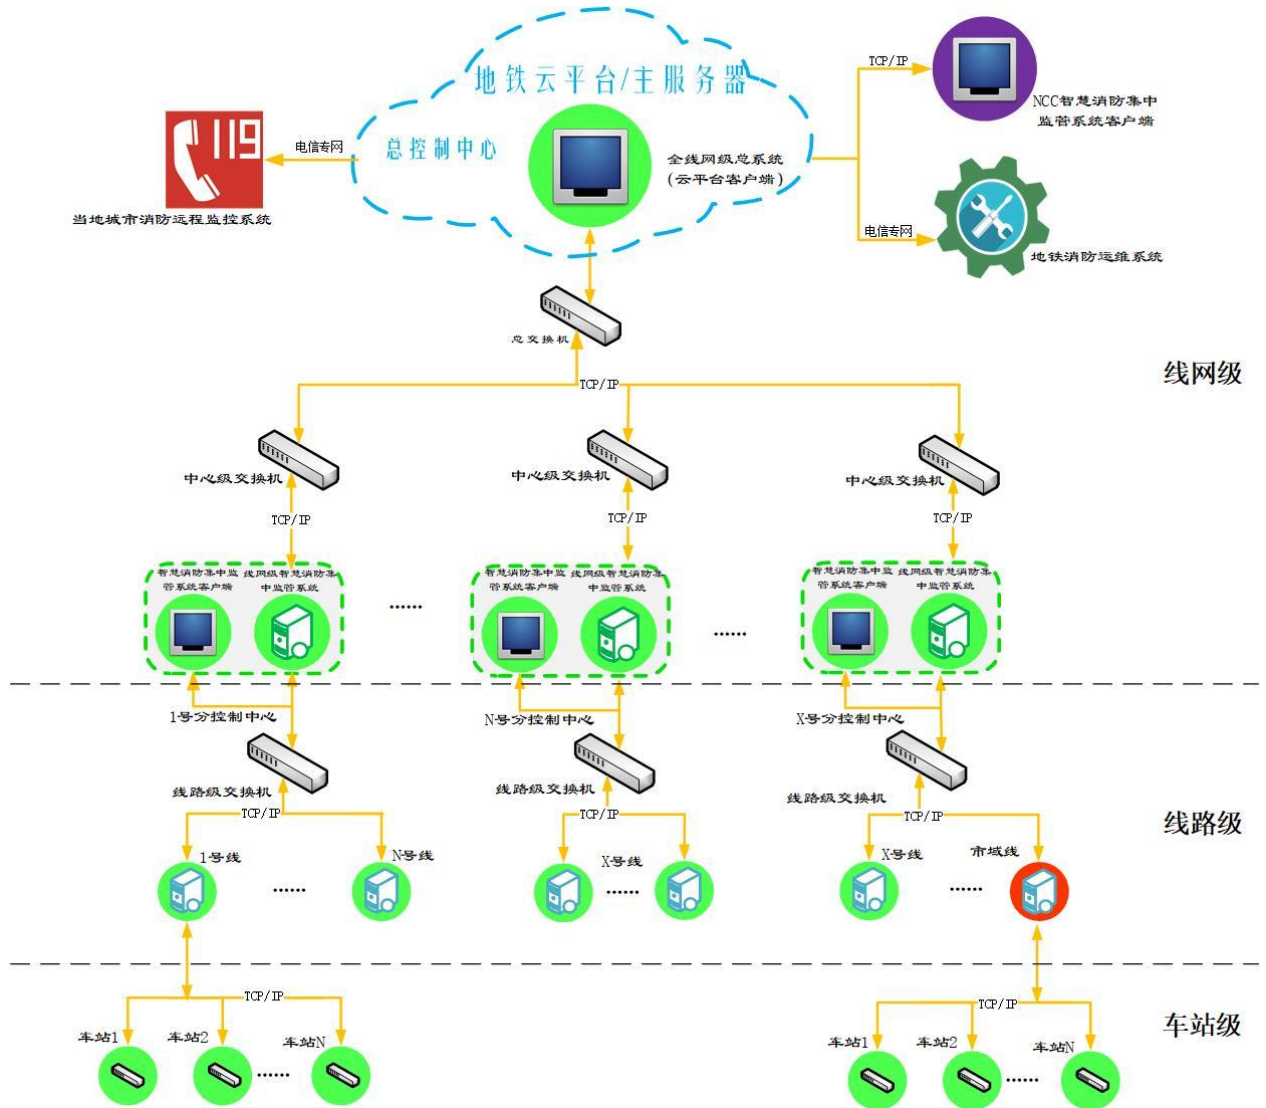 地铁云平台/主服务器
总控制中心
全线网级总系统
(云平台客户端)
119
电信专网
当地城市消防远程监控系统
TCP/IP
NCC智慧消防集中
监管系统客户端
电信专网
地铁消防运维系统
总交换机
TCP/IP
线网级
中心级交换机
中心级交换机
中心级交换机
TCP/IP
TCP/IP
TCP/IP
智慧消防集中监
管系统客户端
线网级智慧消防集
中监管系统
......
智慧消防集中监
管系统客户端
线网级智慧消防集
中监管系统
......
智慧消防集中监
管系统客户端
线网级智慧消防集
中监管系统
1号分控制中心
N号分控制中心
X号分控制中心
线路级交换机
线路级交换机
线路级交换机
TCP/IP
TCP/IP
TCP/IP
线路级
1号线
......
N号线
X号线
......
X号线
......
市域线
TCP/IP
TCP/IP
车站级
车站1
车站2
......
车站N
车站1
车站2
......
车站N